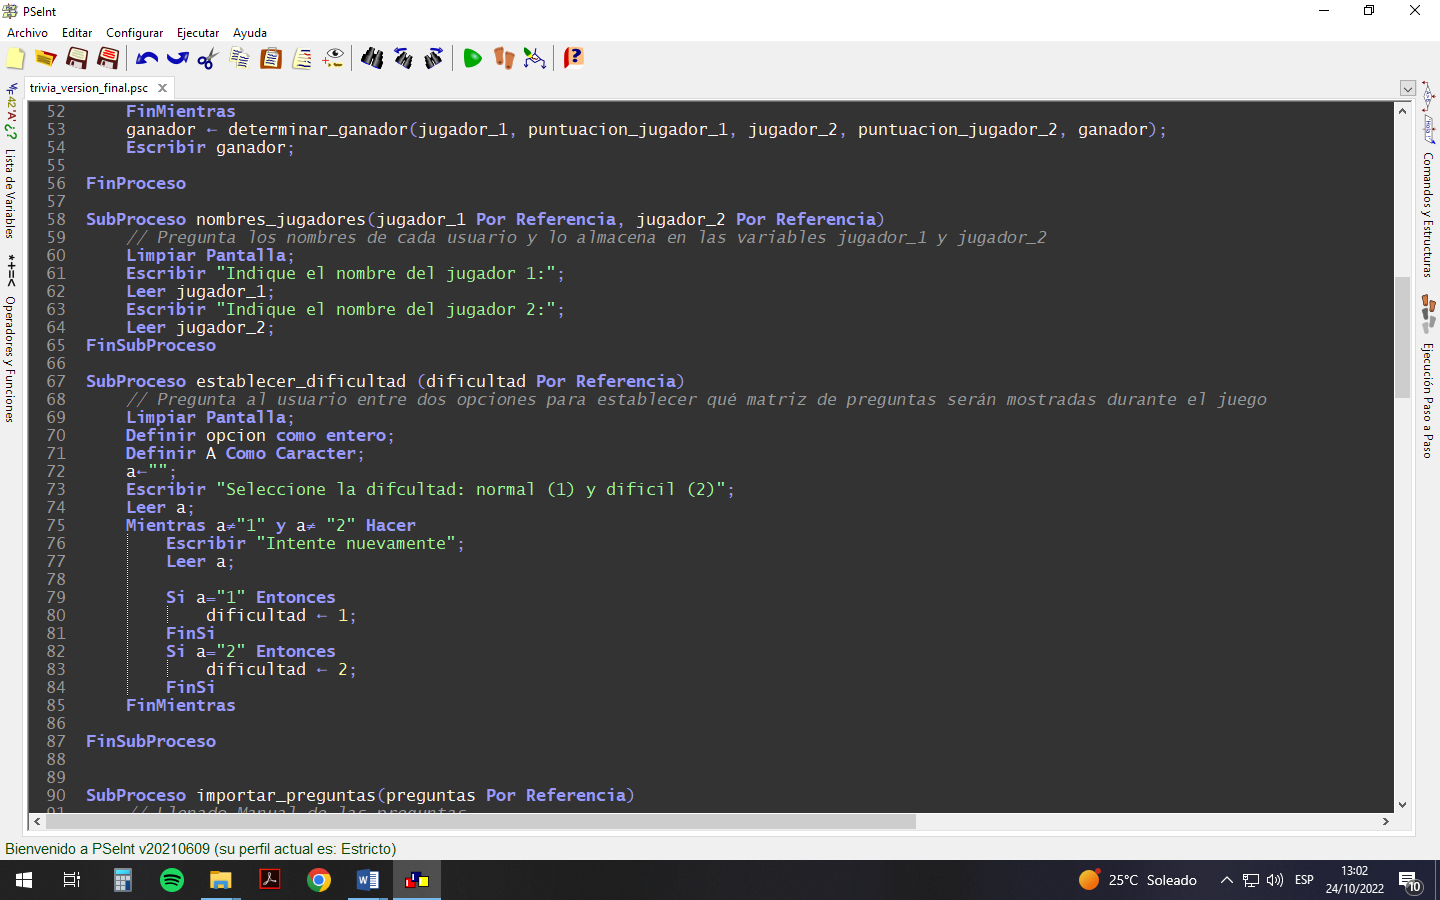 PSeInt
Archivo Editar Configurar Ejecutar Ayuda
trivia_version_final.psc
52 FinMientras
53 ganador ← determinar_ganador(jugador_1, puntuacion_jugador_1, jugador_2, puntuacion_jugador_2, ganador);
54 Escribir ganador;
55
56 FinProceso
57
58 SubProceso nombres_jugadores(jugador_1 Por Referencia, jugador_2 Por Referencia)
59 // Pregunta los nombres de cada usuario y lo almacena en las variables jugador_1 y jugador_2
60 Limpiar Pantalla;
61 Escribir "Indique el nombre del jugador 1:";
62 Leer jugador_1;
63 Escribir "Indique el nombre del jugador 2:";
64 Leer jugador_2;
65 FinSubProceso
66
67 SubProceso establecer_dificultad (dificultad Por Referencia)
68 // Pregunta al usuario entre dos opciones para establecer qué matriz de preguntas serán mostradas durante el juego
69 Limpiar Pantalla;
70 Definir opcion como entero;
71 Definir A Como Caracter;
72 a←"";
73 Escribir "Seleccione la difcultad: normal (1) y dificil (2)";
74 Leer a;
75 Mientras a≠"1" y a≠ "2" Hacer
76 Escribir "Intente nuevamente";
77 Leer a;
78
79 Si a="1" Entonces
80 dificultad ← 1;
81 FinSi
82 Si a="2" Entonces
83 dificultad ← 2;
84 FinSi
85 FinMientras
86
87 FinSubProceso
88
89
90 SubProceso importar_preguntas(preguntas Por Referencia)
91 // Llenado Manual de las preguntas
42 'A' ¿?
Lista de Variables
*+=<
Operadores y Funciones
Comandos y Estructuras
Ejecución Paso a Paso
Bienvenido a PSeInt v20210609 (su perfil actual es: Estricto)
25°C Soleado
ESP
13:02
24/10/2022
10